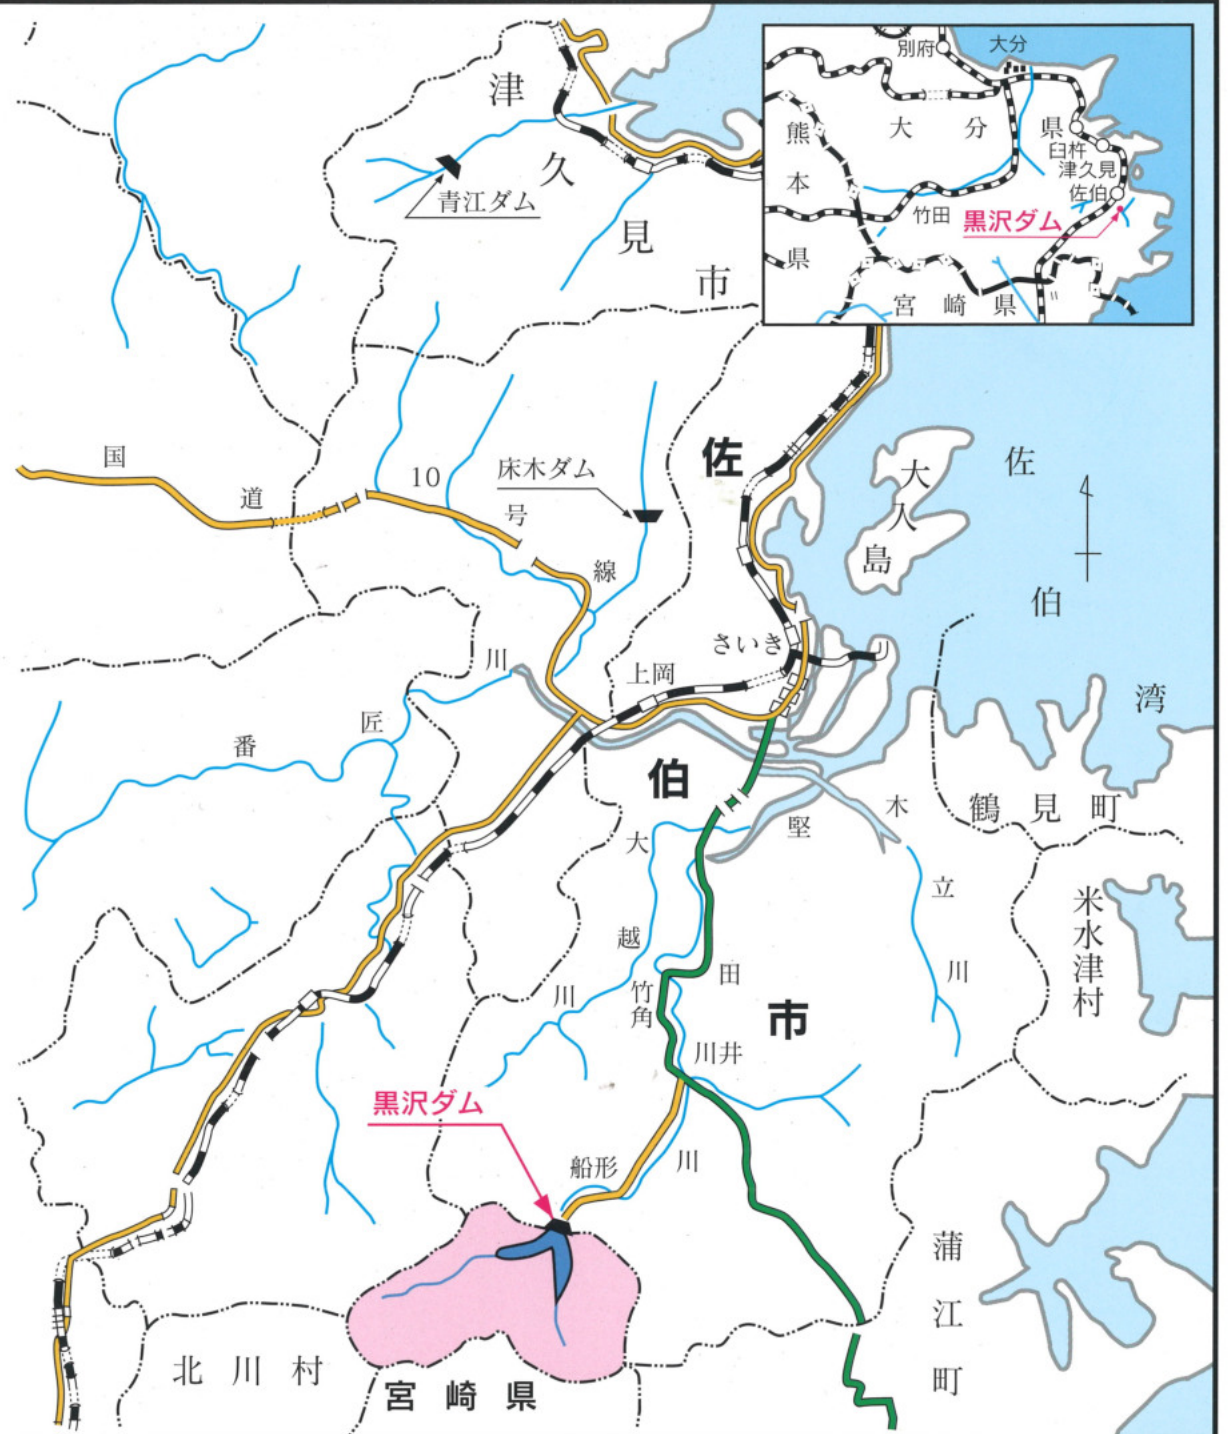 津久見市
青江ダム
別府
大分
大分県
熊本県
臼杵
津久見
佐伯
竹田
黒沢ダム
宮崎県
国道10号線
床木ダム
佐伯市
大入島
佐伯湾
さいき
上岡
番匠川
鶴見町
堅田川
木立川
大越川
竹角
川井
米水津村
黒沢ダム
船形
蒲江町
北川村
宮崎県